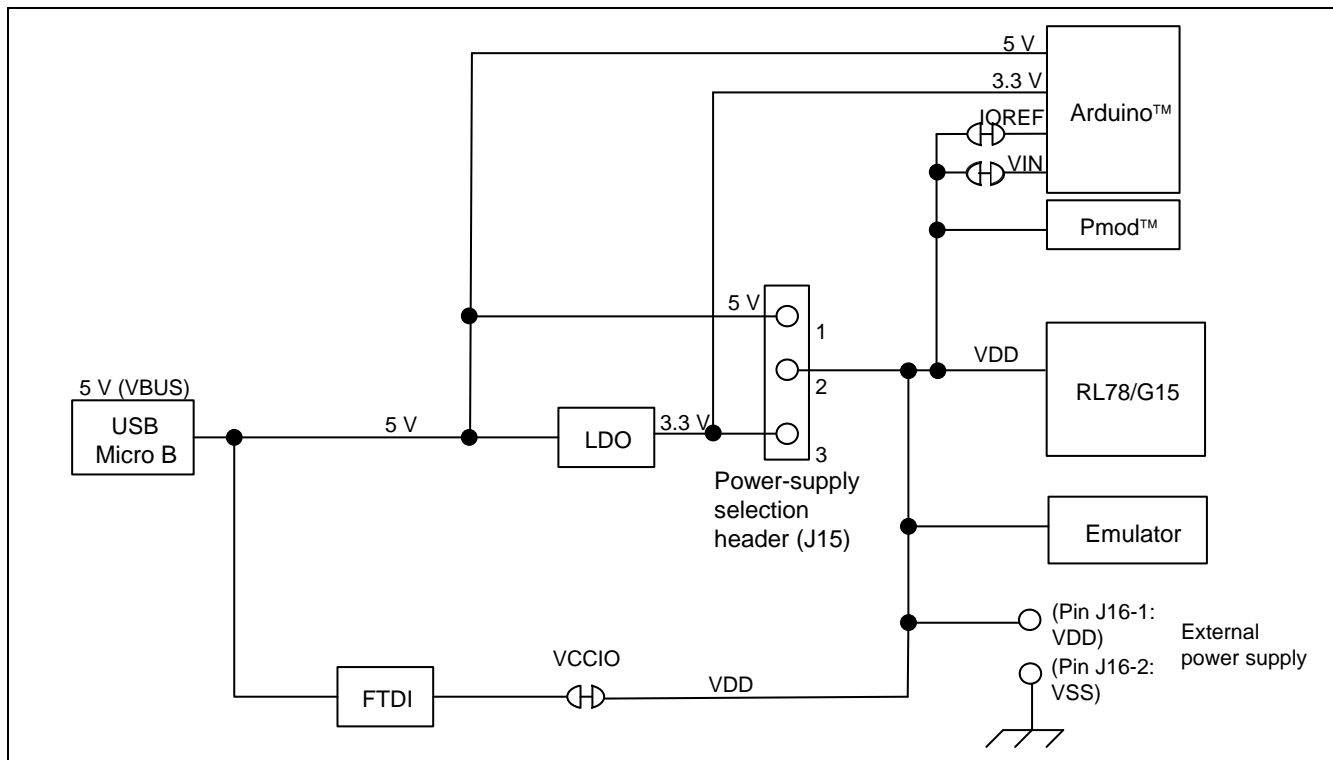 5 V
3.3 V
IOREF
VIN
Arduino™
Pmod™
5 V
1
2
3
VDD
RL78/G15
5 V (VBUS)
USB
Micro B
5 V
LDO
3.3 V
Power-supply
selection
header (J15)
Emulator
(Pin J16-1:
VDD)
(Pin J16-2:
VSS)
External
power supply
FTDI
VCCIO
VDD